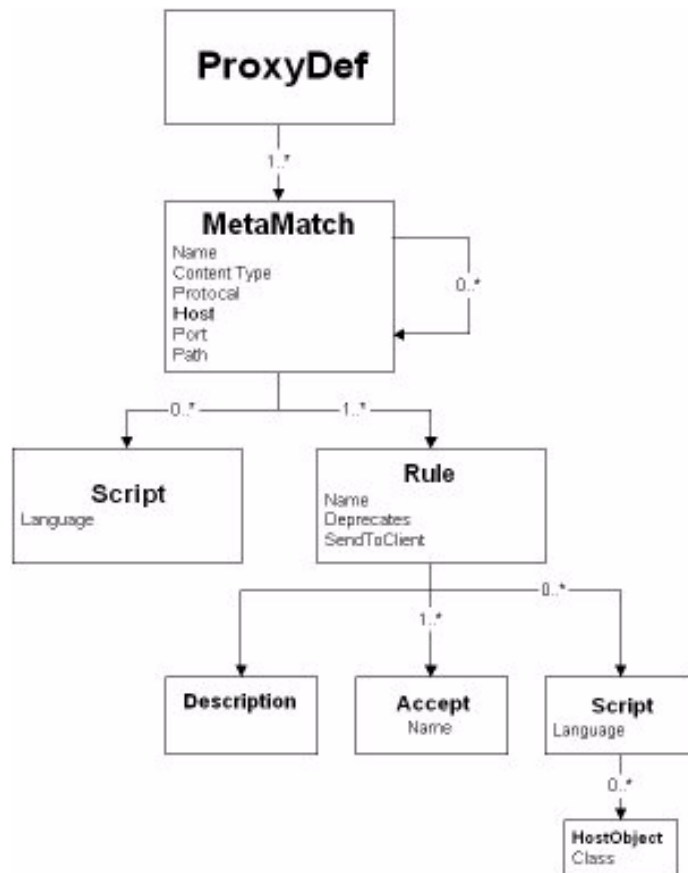 ProxyDef
1..*
MetaMatch
Name
Content Type
Protocal
Host
Port
Path
0..*
0..*
1..*
Script
Language
Rule
Name
Deprecates
SendToClient
0..*
1..*
Description
Accept
Name
Script
Language
0..*
HostObject
Class